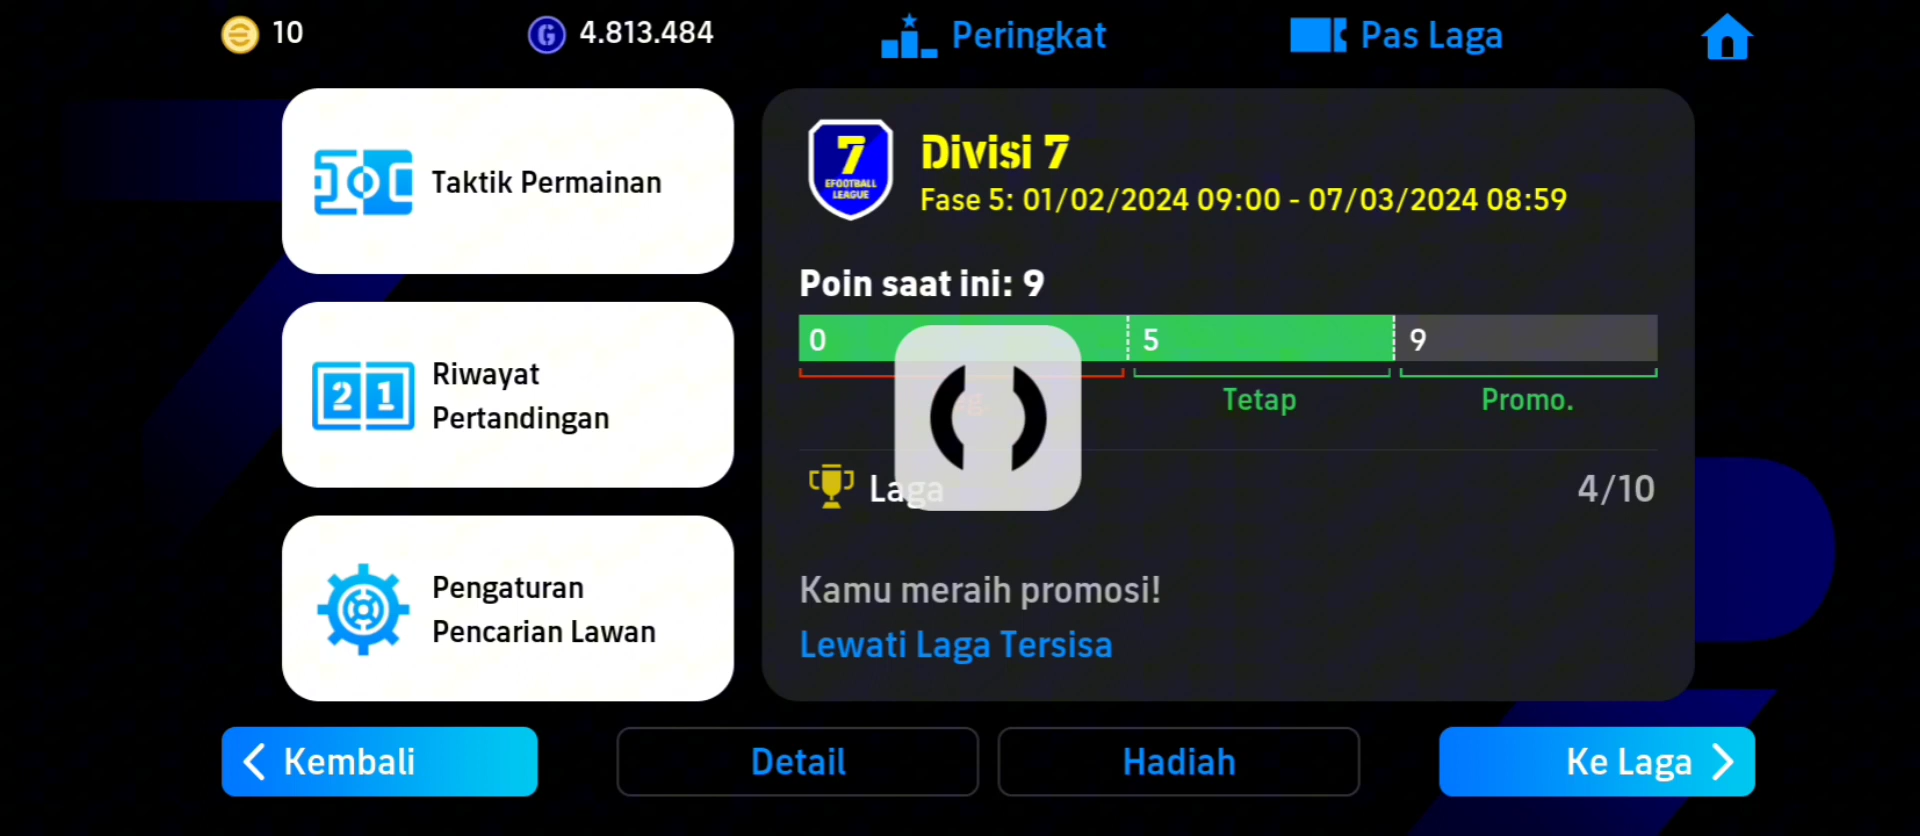 10
4.813.484
Peringkat
Pas Laga
Taktik Permainan
Riwayat
Pertandingan
Pengaturan
Pencarian Lawan
7
EFOOTBALL
LEAGUE
Divisi 7
Fase 5: 01/02/2024 09:00 - 07/03/2024 08:59
Poin saat ini: 9
0 5 9
Tetap Promo.
Laga 4/10
Kamu meraih promosi!
Lewati Laga Tersisa
Kembali
Detail
Hadiah
Ke Laga